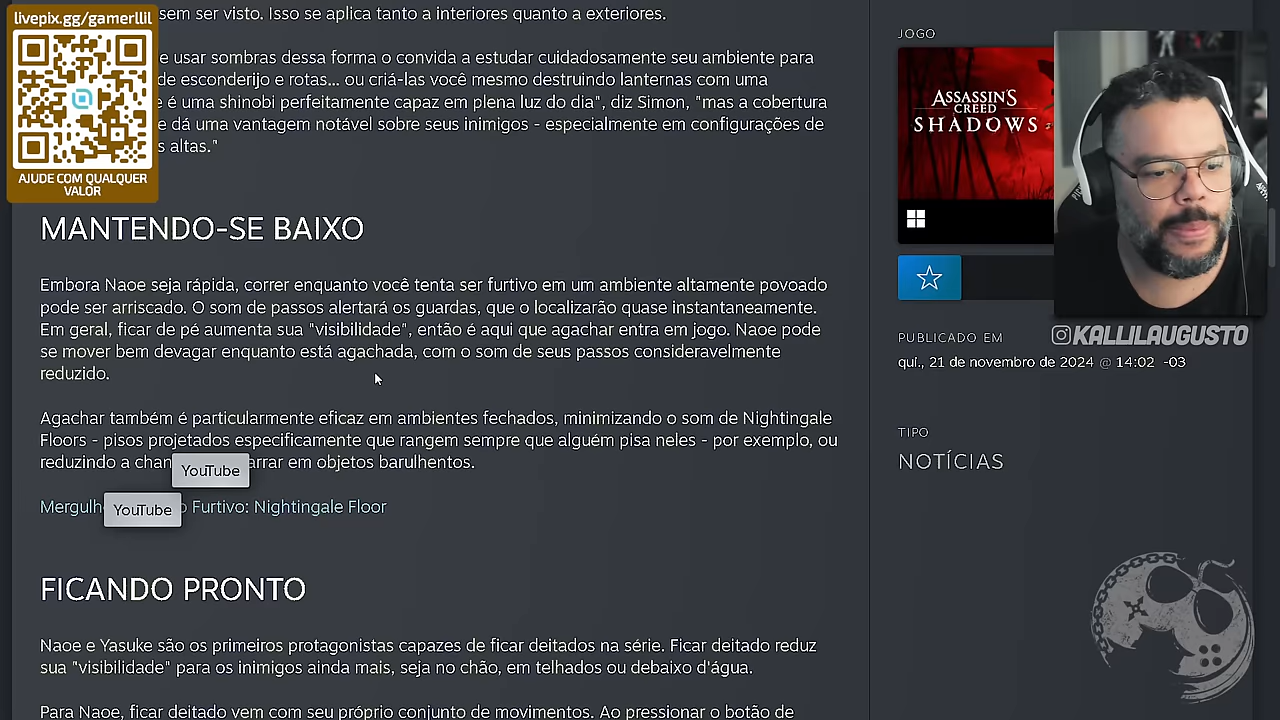 livepix.gg/gamerllil
AJUDE COM QUALQUER
VALOR
sem ser visto. Isso se aplica tanto a interiores quanto a exteriores.
e usar sombras dessa forma o convida a estudar cuidadosamente seu ambiente para
de esconderijo e rotas... ou criá-las você mesmo destruindo lanternas com uma
e é uma shinobi perfeitamente capaz em plena luz do dia", diz Simon, "mas a cobertura
e dá uma vantagem notável sobre seus inimigos - especialmente em configurações de
s altas."
MANTENDO-SE BAIXO
Embora Naoe seja rápida, correr enquanto você tenta ser furtivo em um ambiente altamente povoado
pode ser arriscado. O som de passos alertará os guardas, que o localizarão quase instantaneamente.
Em geral, ficar de pé aumenta sua "visibilidade", então é aqui que agachar entra em jogo. Naoe pode
se mover bem devagar enquanto está agachada, com o som de seus passos consideravelmente
reduzido.
Agachar também é particularmente eficaz em ambientes fechados, minimizando o som de Nightingale
Floors - pisos projetados especificamente que rangem sempre que alguém pisa neles - por exemplo, ou
reduzindo a chan arrar em objetos barulhentos.
YouTube
Mergulh o Furtivo: Nightingale Floor
YouTube
FICANDO PRONTO
Naoe e Yasuke são os primeiros protagonistas capazes de ficar deitados na série. Ficar deitado reduz
sua "visibilidade" para os inimigos ainda mais, seja no chão, em telhados ou debaixo d'água.
Para Naoe, ficar deitado vem com seu próprio conjunto de movimentos. Ao pressionar o botão de
JOGO
ASSASSIN'S
CREED
SHADOWS
KALLILAUGUSTO
PUBLICADO EM
qui., 21 de novembro de 2024 @ 14:02 -03
TIPO
NOTÍCIAS